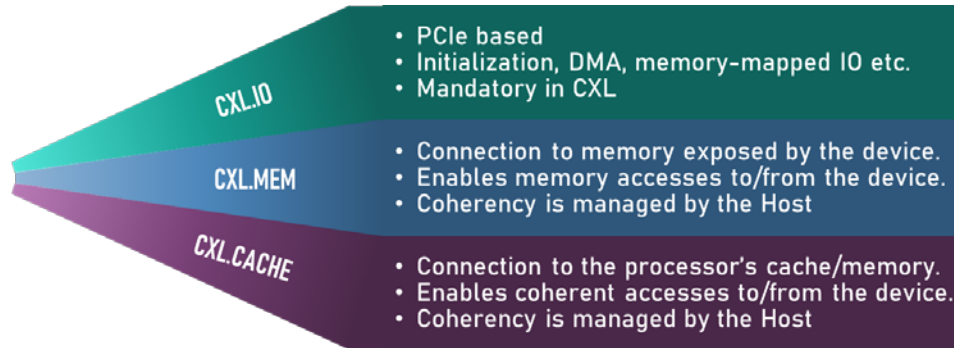 CXL.IO
• PCIe based
• Initialization, DMA, memory-mapped IO etc.
• Mandatory in CXL
CXL.MEM
• Connection to memory exposed by the device.
• Enables memory accesses to/from the device.
• Coherency is managed by the Host
CXL.CACHE
• Connection to the processor's cache/memory.
• Enables coherent accesses to/from the device.
• Coherency is managed by the Host